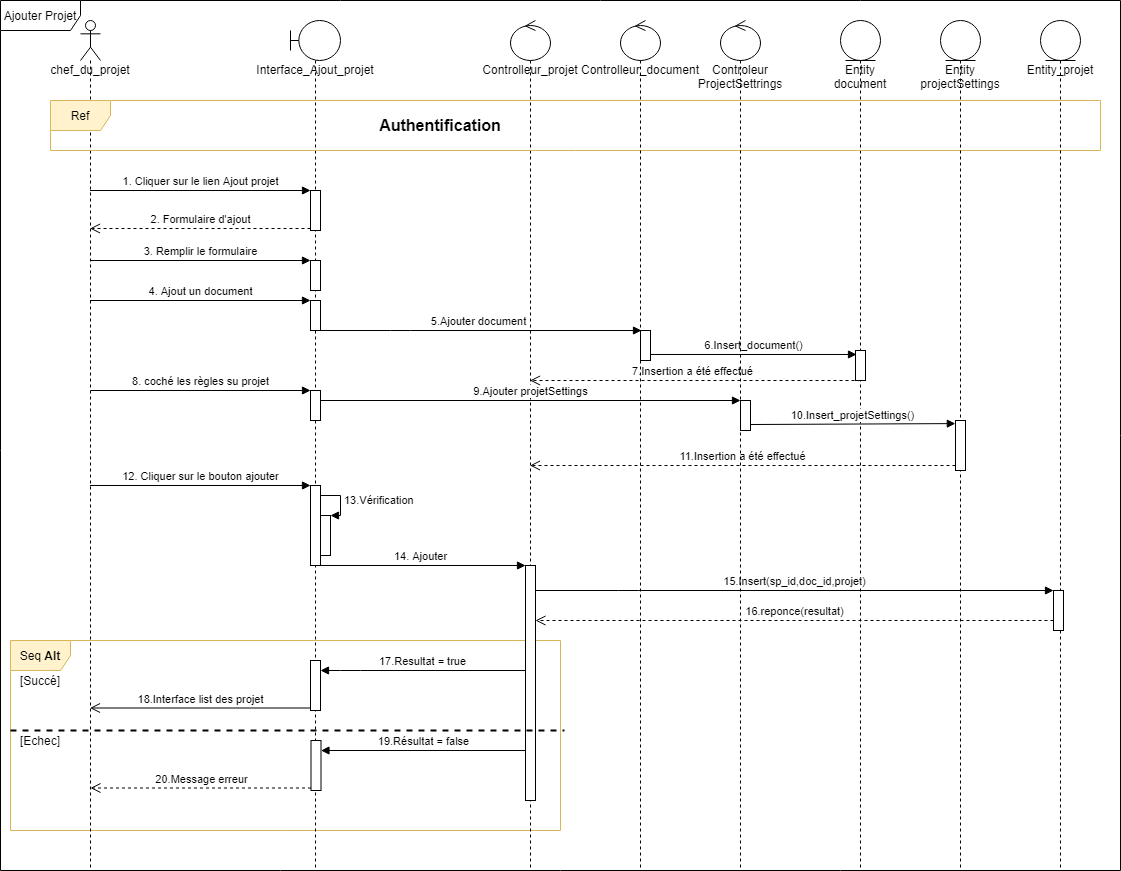 Ajouter Projet
chef_du_projet
Interface_Ajout_projet
Controlleur_projet
Controlleur_document
Controleur
ProjectSettrings
Entity
document
Entity
projectSettings
Entity_projet
Ref
Authentification
1. Cliquer sur le lien Ajout projet
2. Formulaire d'ajout
3. Remplir le formulaire
4. Ajout un document
5.Ajouter document
6.Insert_document()
7.Insertion a été effectué
8. coché les règles su projet
9.Ajouter projetSettings
10.Insert_projetSettings()
11.Insertion a été effectué
12. Cliquer sur le bouton ajouter
13.Vérification
14. Ajouter
15.Insert(sp_id,doc_id,projet)
16.reponce(resultat)
Seq Alt
[Succé]
17.Resultat = true
18.Interface list des projet
[Echec]
19.Résultat = false
20.Message erreur